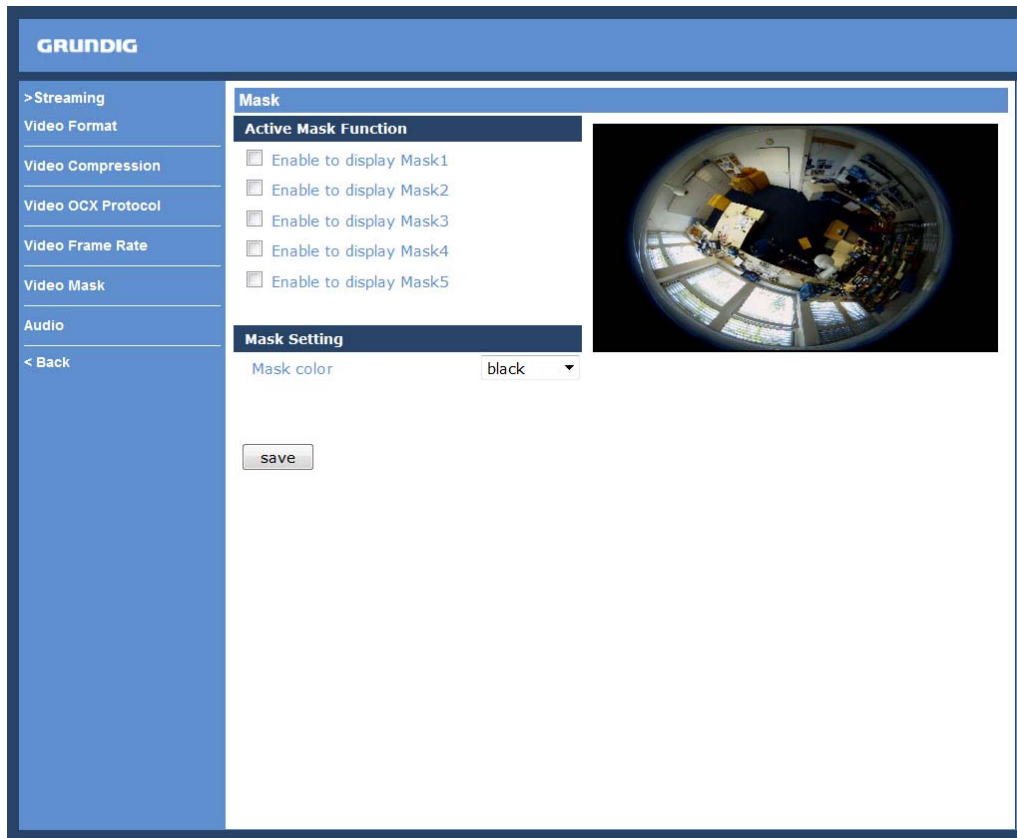 GRUNDIG
>Streaming
Video Format
Video Compression
Video OCX Protocol
Video Frame Rate
Video Mask
Audio
< Back
Mask
Active Mask Function
Enable to display Mask1
Enable to display Mask2
Enable to display Mask3
Enable to display Mask4
Enable to display Mask5
Mask Setting
Mask color black
save